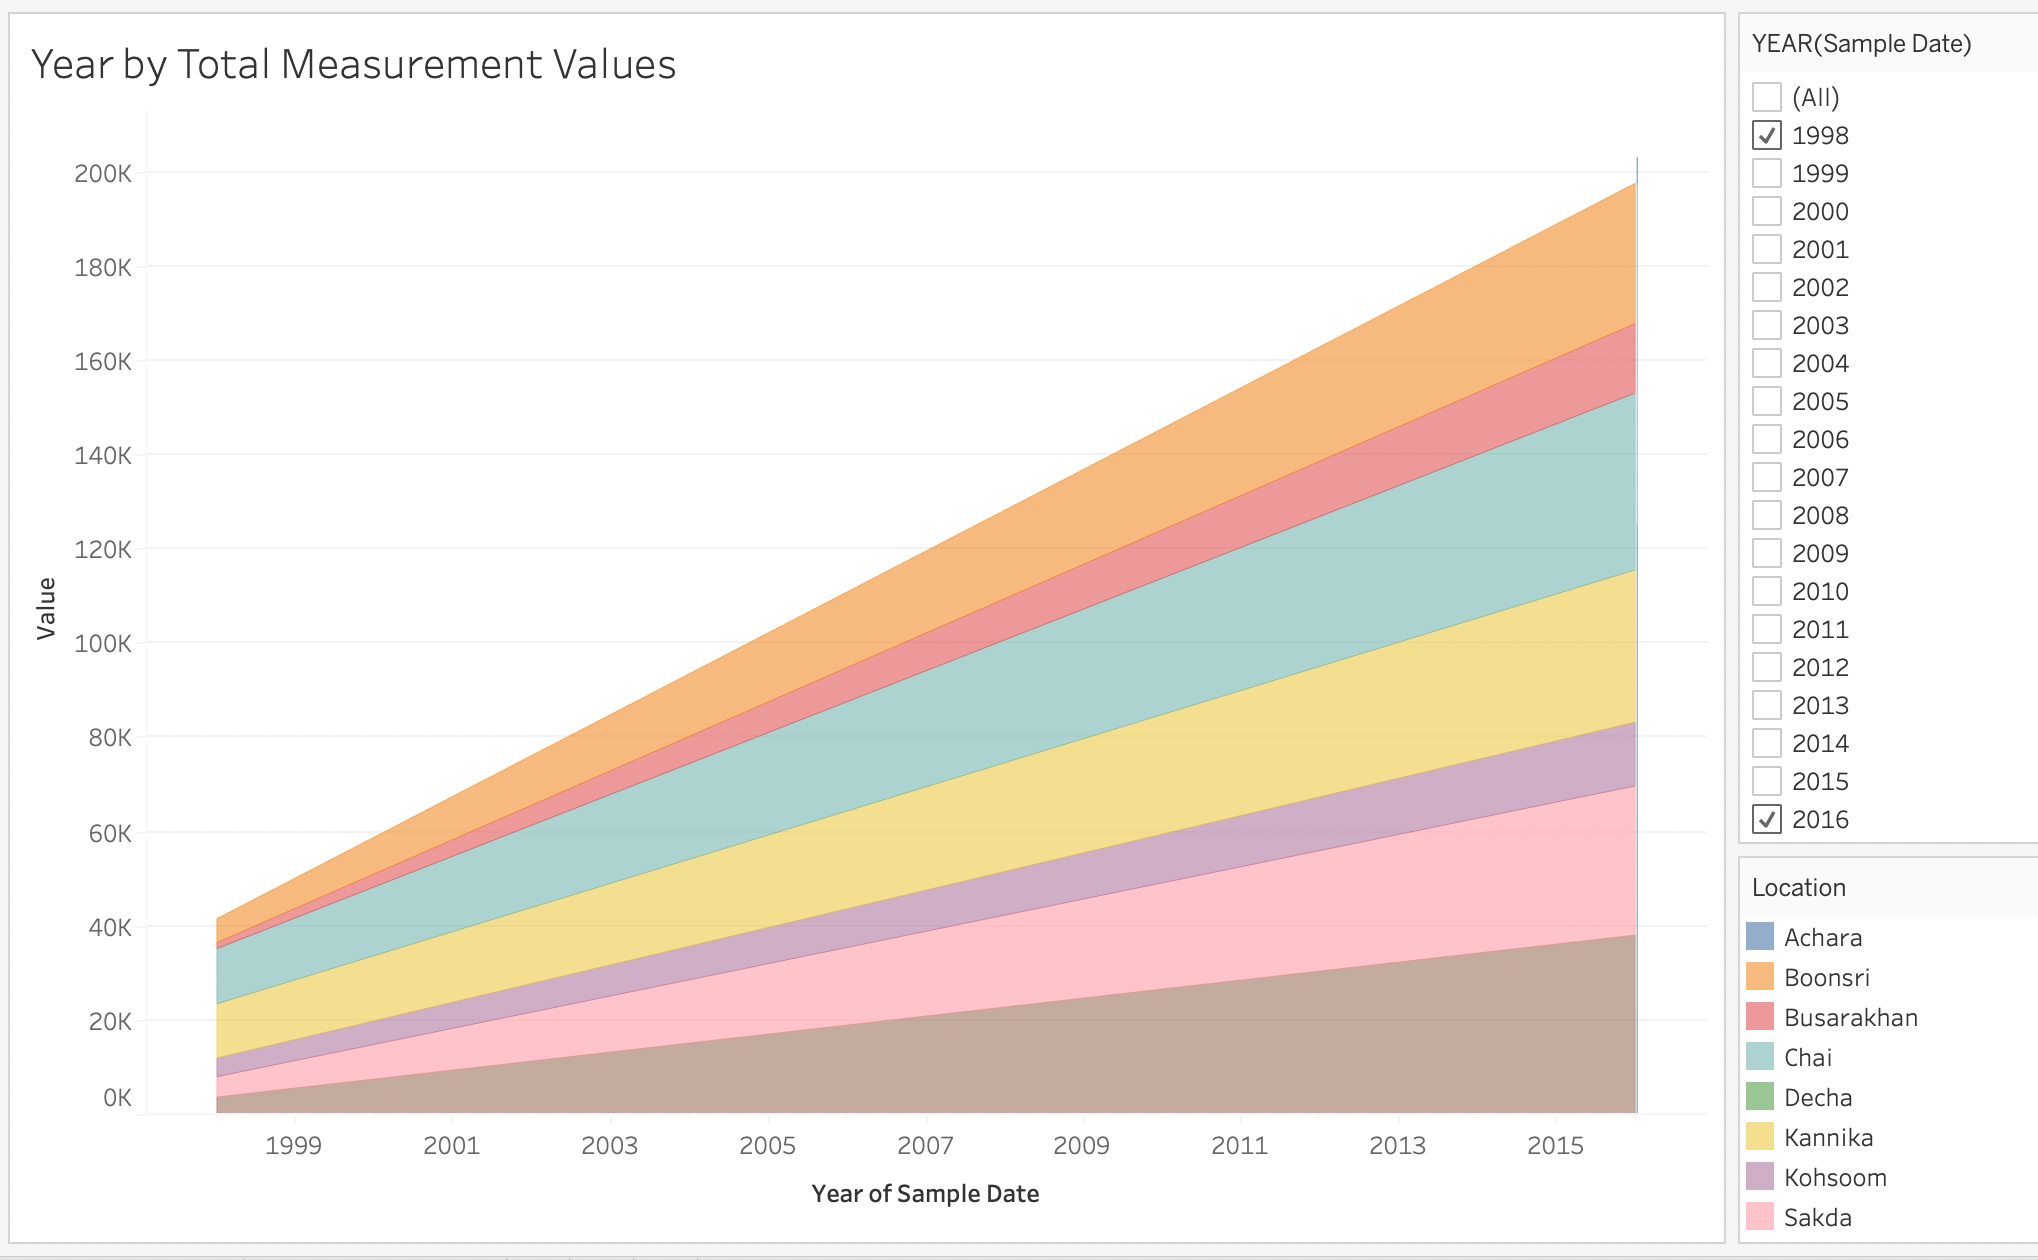 Year by Total Measurement Values
200K
180K
160K
140K
120K
100K
80K
60K
40K
20K
0K
Value
1999 2001 2003 2005 2007 2009 2011 2013 2015
Year of Sample Date
YEAR(Sample Date)
(All)
1998
1999
2000
2001
2002
2003
2004
2005
2006
2007
2008
2009
2010
2011
2012
2013
2014
2015
2016
Location
Achara
Boonsri
Busarakhan
Chai
Decha
Kannika
Kohsoom
Sakda